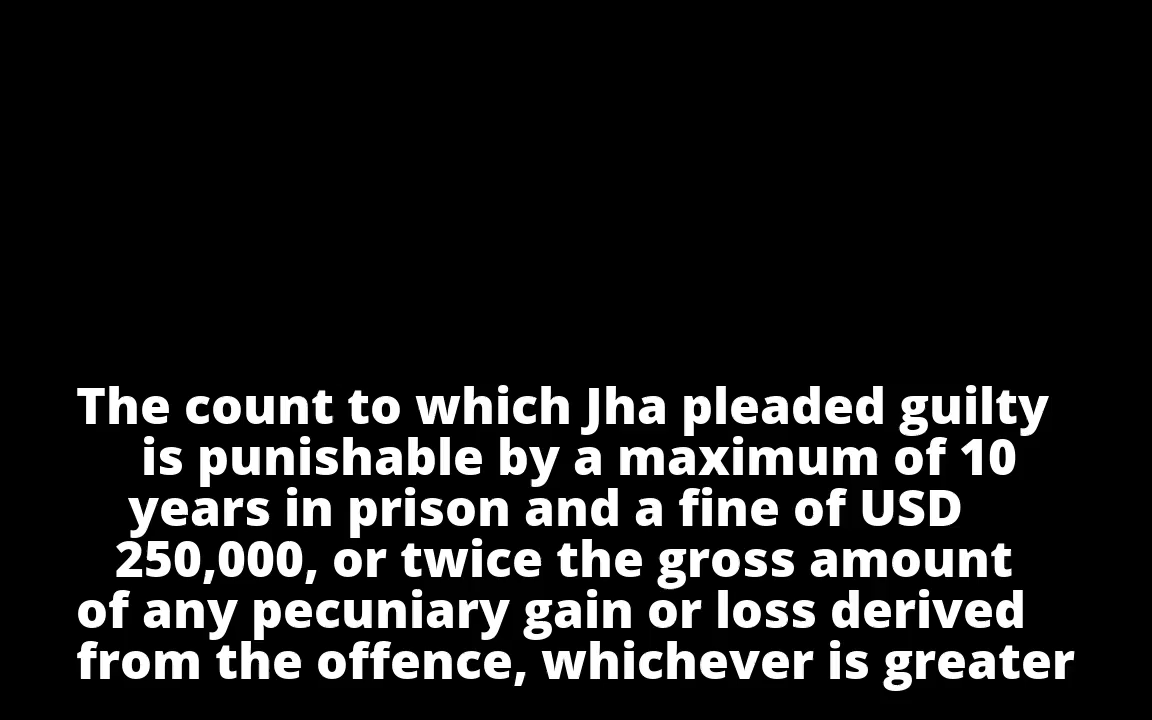 The count to which Jha pleaded guilty
is punishable by a maximum of 10
years in prison and a fine of USD
250,000, or twice the gross amount
of any pecuniary gain or loss derived
from the offence, whichever is greater